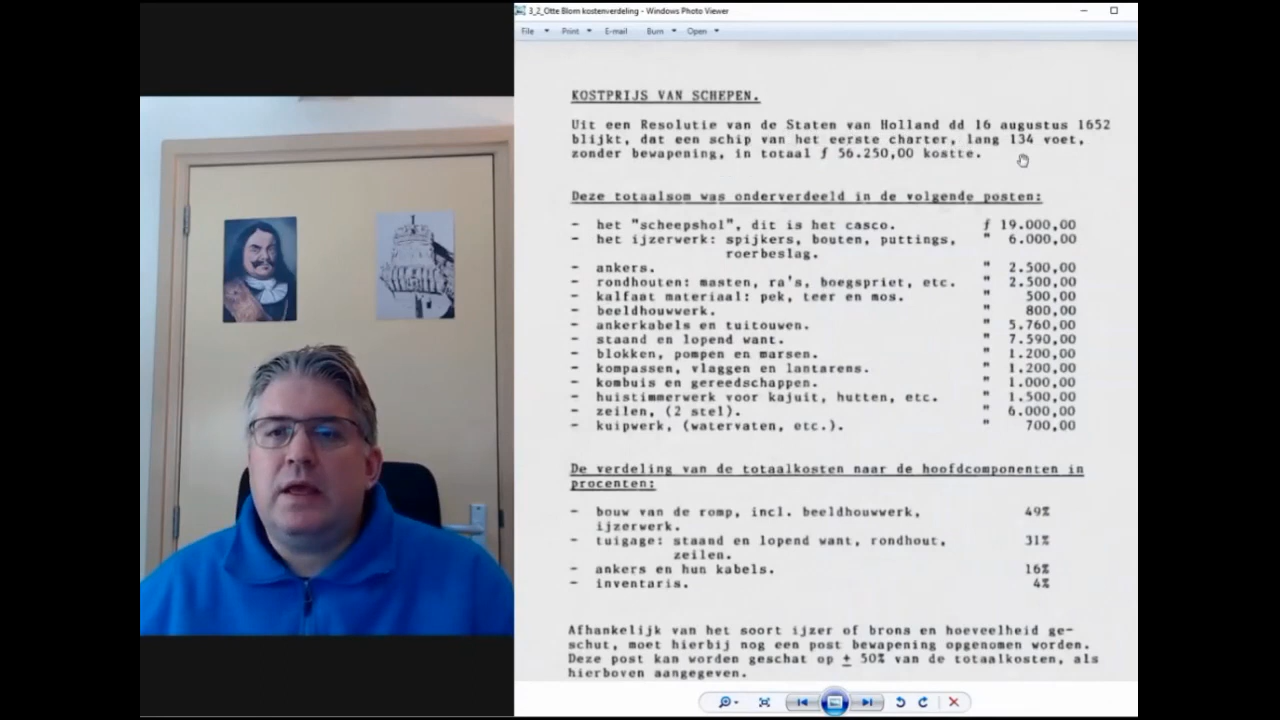 3_2_Otte Blom kostenverdeling - Windows Photo Viewer
File Print E-mail Burn Open
KOSTPRIJS VAN SCHEPEN.
Uit een Resolutie van de Staten van Holland dd 16 augustus 1652
blijkt, dat een schip van het eerste charter, lang 134 voet,
zonder bewapening, in totaal ƒ 56.250,00 kostte.
Deze totaalsom was onderverdeeld in de volgende posten:
- het "scheepshol", dit is het casco. ƒ 19.000,00
- het ijzerwerk: spijkers, bouten, puttings, " 6.000,00
roerbeslag.
- ankers. " 2.500,00
- rondhouten: masten, ra's, boegspriet, etc. " 2.500,00
- kalfaat materiaal: pek, teer en mos. " 500,00
- beeldhouwwerk. " 800,00
- ankerkabels en tuitouwen. " 5.760,00
- staand en lopend want. " 7.590,00
- blokken, pompen en marsen. " 1.200,00
- kompassen, vlaggen en lantarens. " 1.200,00
- kombuis en gereedschappen. " 1.000,00
- huistimmerwerk voor kajuit, hutten, etc. " 1.500,00
- zeilen, (2 stel). " 6.000,00
- kuipwerk, (watervaten, etc.). " 700,00
De verdeling van de totaalkosten naar de hoofdcomponenten in
procenten:
- bouw van de romp, incl. beeldhouwwerk, 49%
ijzerwerk.
- tuigage: staand en lopend want, rondhout, 31%
zeilen.
- ankers en hun kabels. 16%
- inventaris. 4%
Afhankelijk van het soort ijzer of brons en hoeveelheid ge-
schut, moet hierbij nog een post bewapening opgenomen worden.
Deze post kan worden geschat op ± 50% van de totaalkosten, als
hierboven aangegeven.